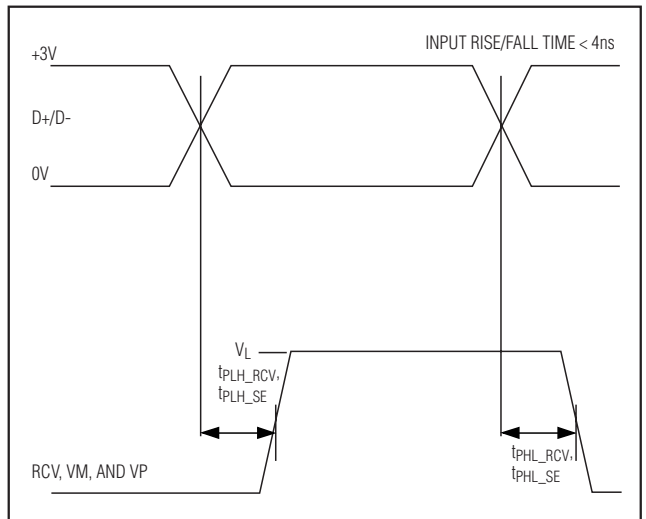 INPUT RISE/FALL TIME < 4ns
+3V
D+/D-
0V
VL
tPLH_RCV,
tPLH_SE
tPHL_RCV,
tPHL_SE
RCV, VM, AND VP